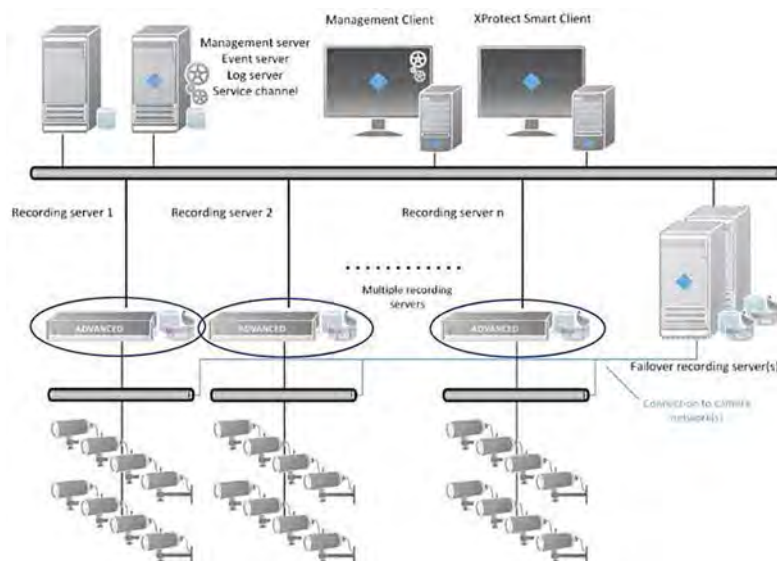 Management server
Event server
Log server
Service channel
Management Client
XProtect Smart Client
Recording server 1
Recording server 2
Recording server n
Multiple recording
servers
ADVANCED
ADVANCED
ADVANCED
Failover recording server(s)
Connection to camera
network(s)